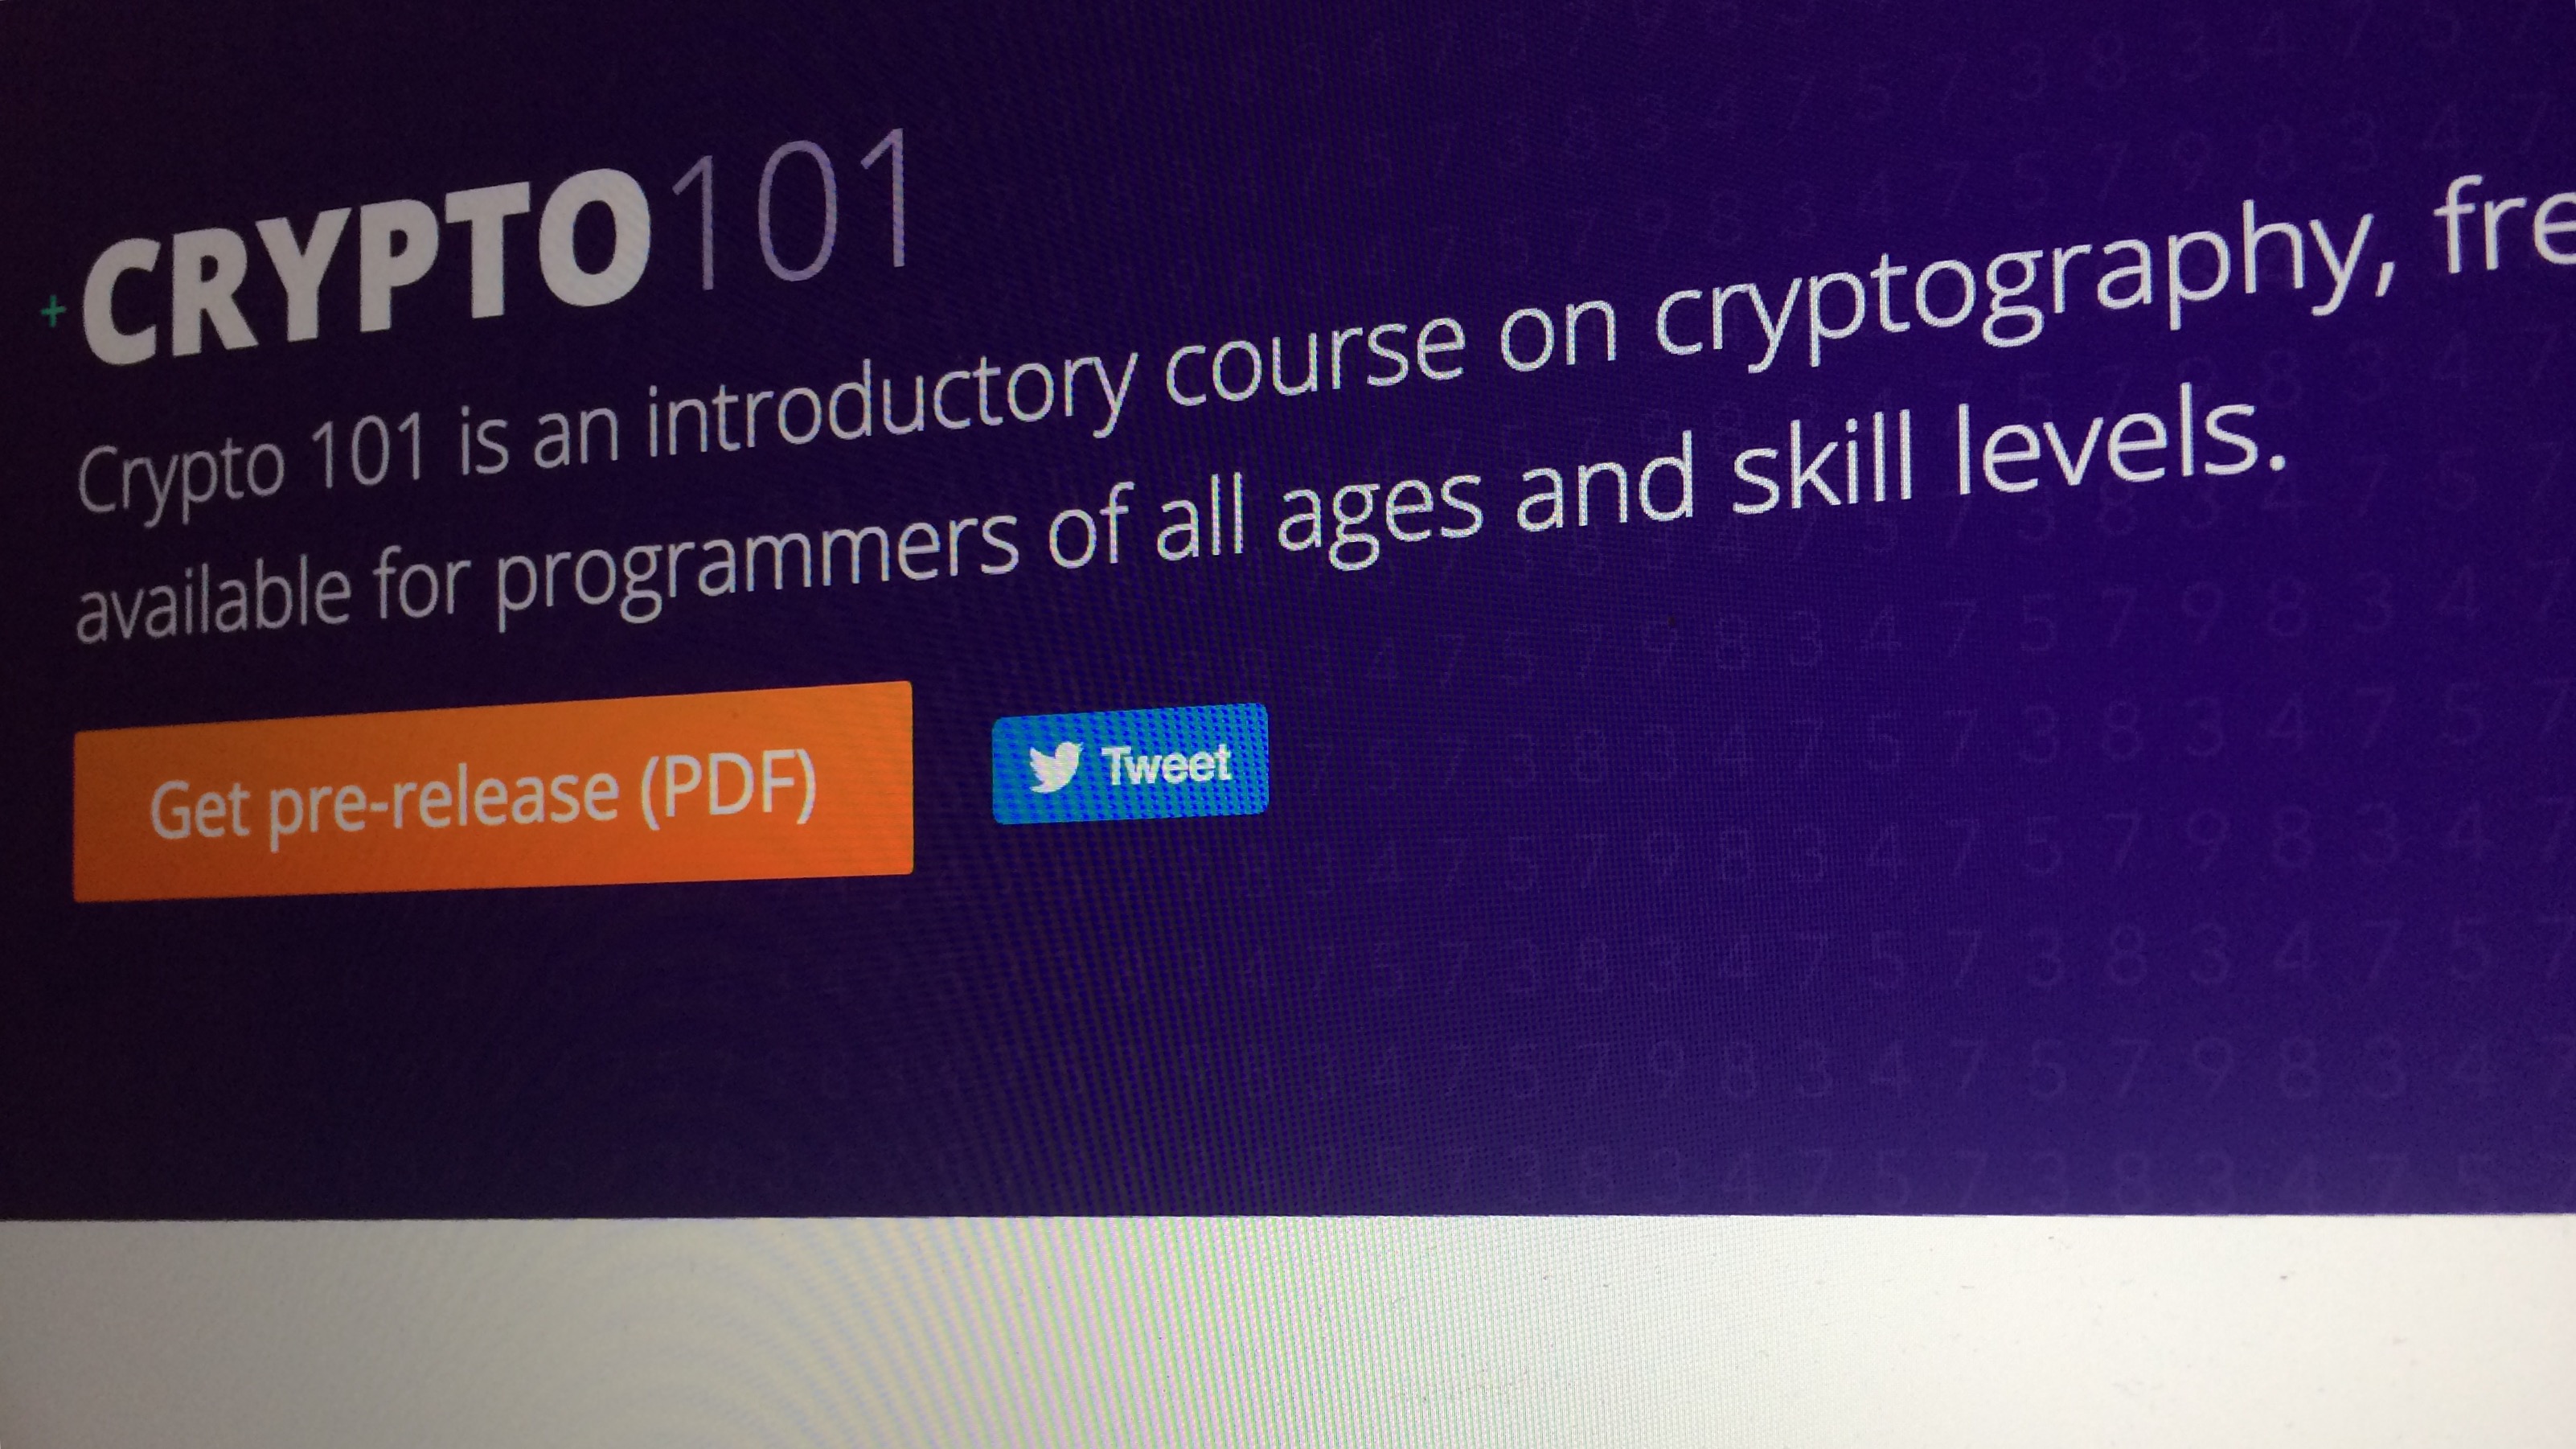 +CRYPTO101
Crypto 101 is an introductory course on cryptography, fre
available for programmers of all ages and skill levels.
Get pre-release (PDF)
Tweet